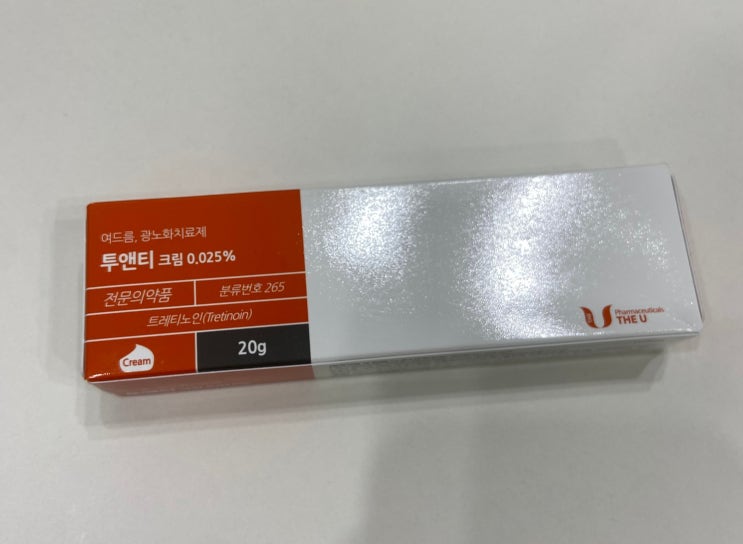 여드름, 광노화치료제
투앤티 크림 0.025%
전문의약품
분류번호 265
트레티노인(Tretinoin)
Cream
20g
Pharmaceuticals
THE U